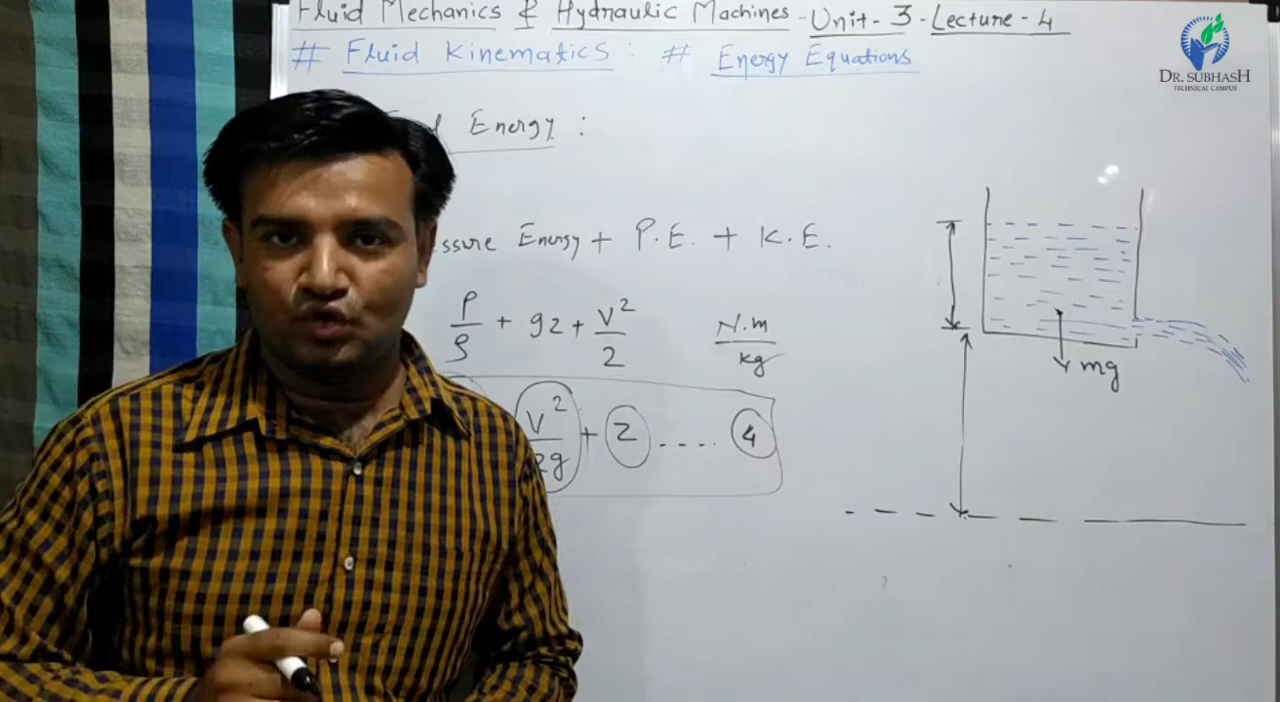 Fluid Mechanics & Hydraulic Machines - Unit - 3 - Lecture - 4
# Fluid Kinematics : # Energy Equations
DR. SUBHASH
TECHNICAL CAMPUS
Energy :
ssure Energy + P.E. + K.E.
P/ρ + gz + V²/2 N.m/kg
V²/2g + Z .... 4
mg